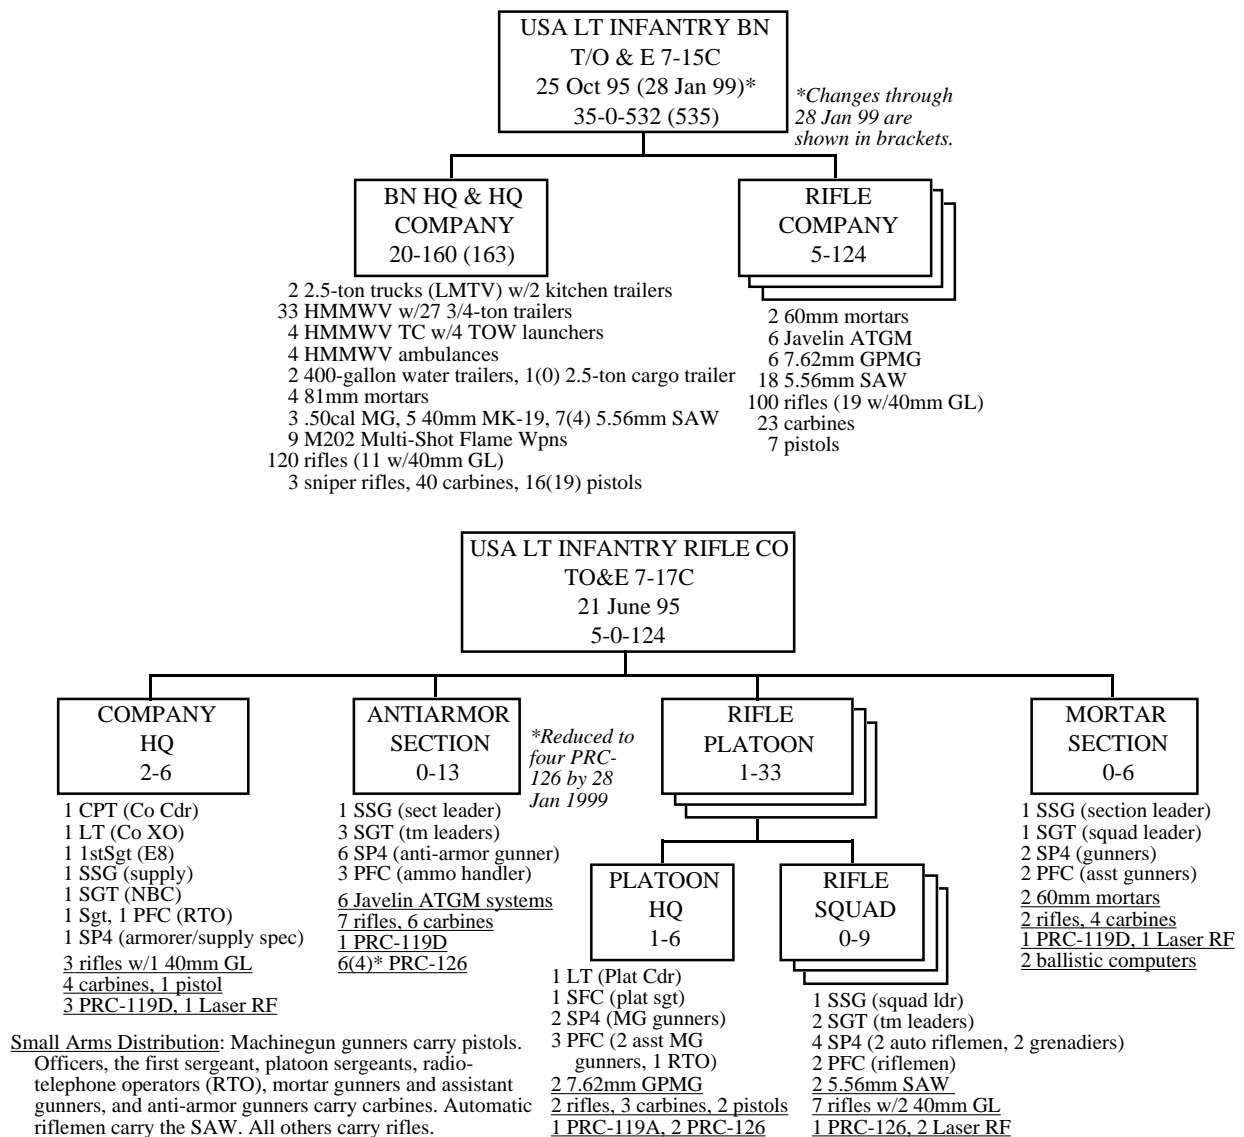 USA LT INFANTRY BN
T/O & E 7-15C
25 Oct 95 (28 Jan 99)*
35-0-532 (535)
*Changes through
28 Jan 99 are
shown in brackets.
BN HQ & HQ
COMPANY
20-160 (163)
2 2.5-ton trucks (LMTV) w/2 kitchen trailers
33 HMMWV w/27 3/4-ton trailers
4 HMMWV TC w/4 TOW launchers
4 HMMWV ambulances
2 400-gallon water trailers, 1(0) 2.5-ton cargo trailer
4 81mm mortars
3 .50cal MG, 5 40mm MK-19, 7(4) 5.56mm SAW
9 M202 Multi-Shot Flame Wpns
120 rifles (11 w/40mm GL)
3 sniper rifles, 40 carbines, 16(19) pistols
RIFLE
COMPANY
5-124
2 60mm mortars
6 Javelin ATGM
6 7.62mm GPMG
18 5.56mm SAW
100 rifles (19 w/40mm GL)
23 carbines
7 pistols
USA LT INFANTRY RIFLE CO
TO&E 7-17C
21 June 95
5-0-124
COMPANY
HQ
2-6
1 CPT (Co Cdr)
1 LT (Co XO)
1 1stSgt (E8)
1 SSG (supply)
1 SGT (NBC)
1 Sgt, 1 PFC (RTO)
1 SP4 (armorer/supply spec)
3 rifles w/1 40mm GL
4 carbines, 1 pistol
3 PRC-119D, 1 Laser RF
ANTIARMOR
SECTION
0-13
*Reduced to
four PRC-
126 by 28
Jan 1999
1 SSG (sect leader)
3 SGT (tm leaders)
6 SP4 (anti-armor gunner)
3 PFC (ammo handler)
6 Javelin ATGM systems
7 rifles, 6 carbines
1 PRC-119D
6(4)* PRC-126
RIFLE
PLATOON
1-33
PLATOON
HQ
1-6
1 LT (Plat Cdr)
1 SFC (plat sgt)
2 SP4 (MG gunners)
3 PFC (2 asst MG
gunners, 1 RTO)
2 7.62mm GPMG
2 rifles, 3 carbines, 2 pistols
1 PRC-119A, 2 PRC-126
RIFLE
SQUAD
0-9
1 SSG (squad ldr)
2 SGT (tm leaders)
4 SP4 (2 auto riflemen, 2 grenadiers)
2 PFC (riflemen)
2 5.56mm SAW
7 rifles w/2 40mm GL
1 PRC-126, 2 Laser RF
MORTAR
SECTION
0-6
1 SSG (section leader)
1 SGT (squad leader)
2 SP4 (gunners)
2 PFC (asst gunners)
2 60mm mortars
2 rifles, 4 carbines
1 PRC-119D, 1 Laser RF
2 ballistic computers
Small Arms Distribution: Machinegun gunners carry pistols.
Officers, the first sergeant, platoon sergeants, radio-
telephone operators (RTO), mortar gunners and assistant
gunners, and anti-armor gunners carry carbines. Automatic
riflemen carry the SAW. All others carry rifles.